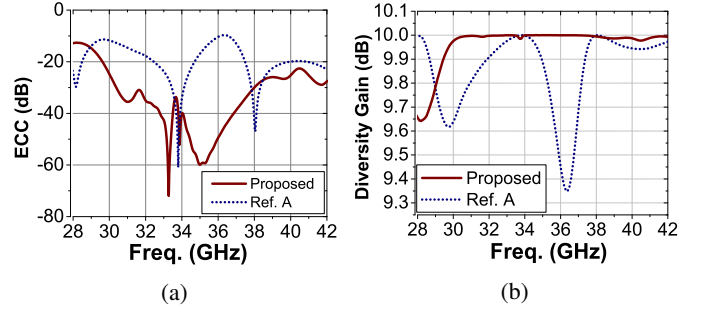 ECC (dB)
0
-20
-40
-60
-80
Proposed
Ref. A
28 30 32 34 36 38 40 42
Freq. (GHz)
(a)
Diversity Gain (dB)
10.1
10.0
9.9
9.8
9.7
9.6
9.5
9.4
9.3
Proposed
Ref. A
28 30 32 34 36 38 40 42
Freq. (GHz)
(b)